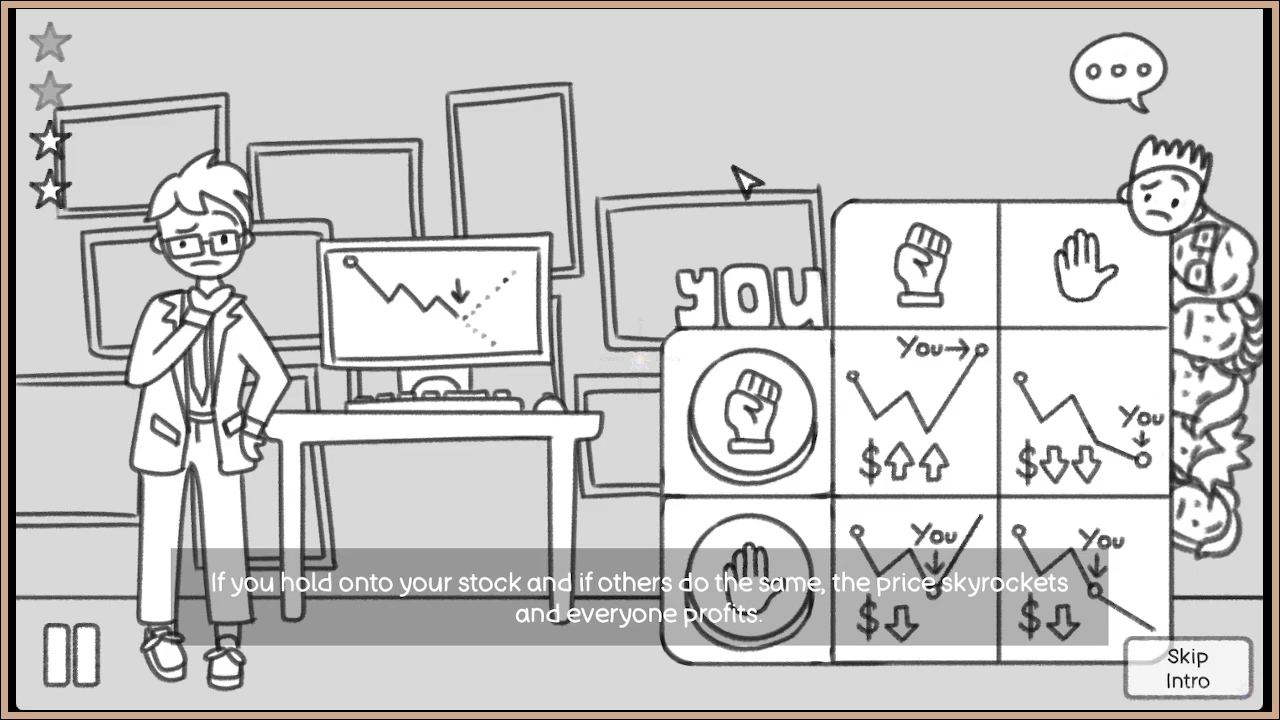 ...
YOU
You→
You
$
$
You
You
$
$
If you hold onto your stock and if others do the same, the price skyrockets
and everyone profits.
Skip
Intro